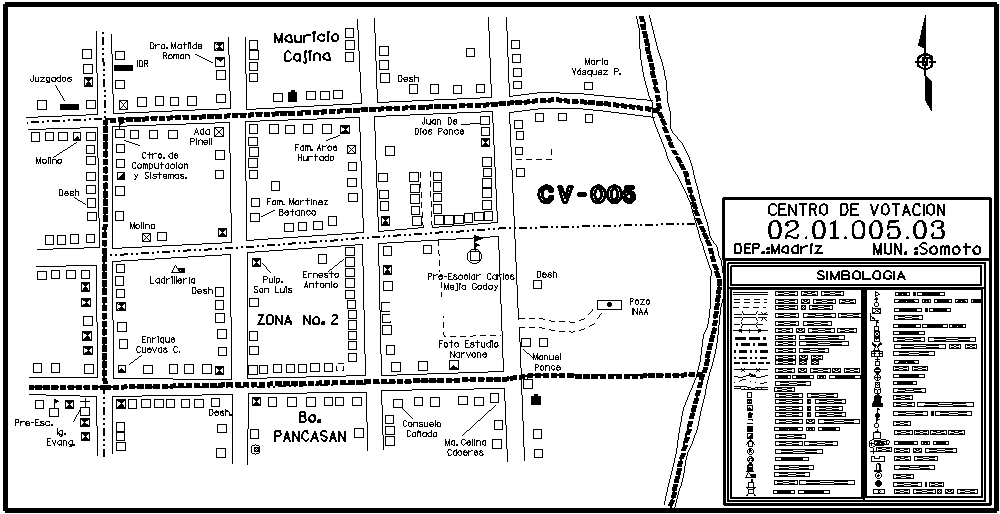 Mauricio
Cajina
Dra. Matilde
Roman
IDR
Juzgados
Desh
Maria
Vásquez P.
Juan De
Dios Ponce
Ada
Pinell
Fam. Arce
Hurtado
Molino
Ctro. de
Computacion
y Sistemas.
Desh
CV-005
Fam. Martinez
Betanco
Molino
CENTRO DE VOTACION
02.01.005.03
DEP.:Madriz MUN. :Somoto
SIMBOLOGIA
Ladrilleria
Desh
Pulp.
San Luis
Ernesto
Antonio
Pre-Escolar Carlos
Mejia Godoy
Desh
Pozo
INAA
ZONA No. 2
Enrique
Cuevas C.
Foto Estudio
Narvone
Manuel
Ponce
Pre-Esc.
Ig.
Evang.
Desh.
Bo.
PANCASAN
Consuelo
Cañada
Ma. Celina
Cáceres